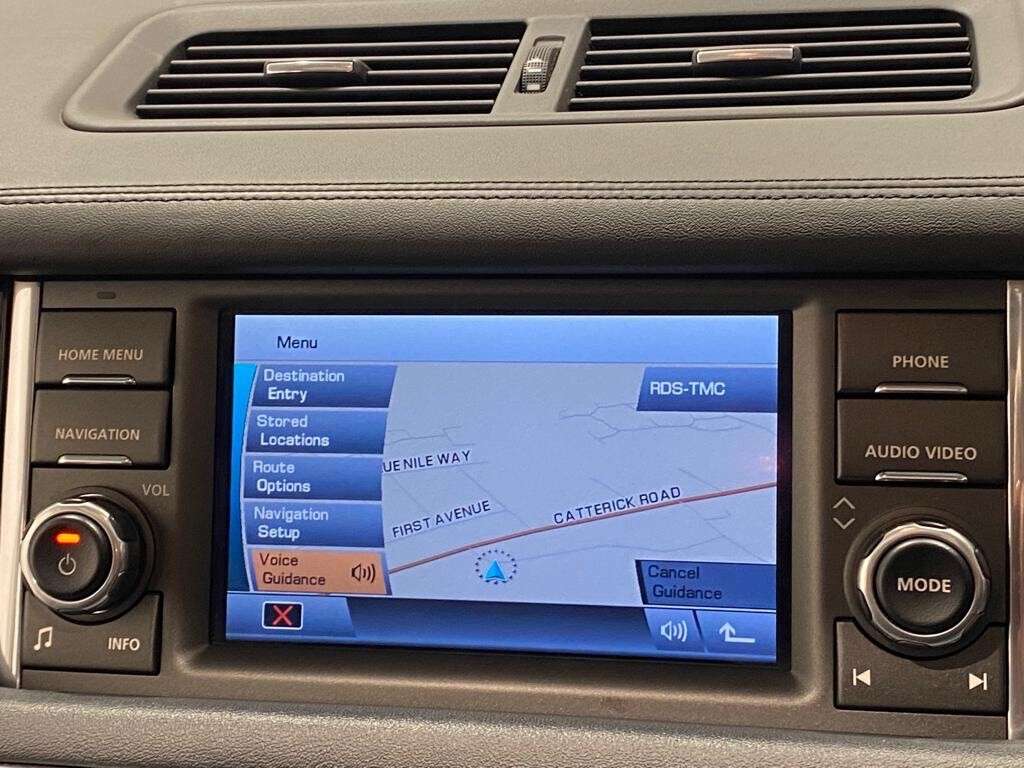 HOME MENU
NAVIGATION
VOL
INFO
Menu
Destination
Entry
Stored
Locations
Route
Options
Navigation
Setup
Voice
Guidance
RDS-TMC
UE NILE WAY
FIRST AVENUE
CATTERICK ROAD
Cancel
Guidance
PHONE
AUDIO VIDEO
MODE